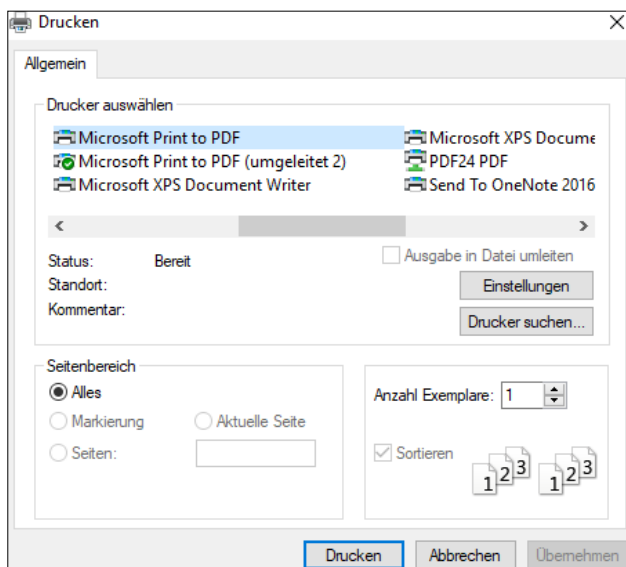 Drucken
Allgemein
Drucker auswählen
Microsoft Print to PDF
Microsoft Print to PDF (umgeleitet 2)
Microsoft XPS Document Writer
Microsoft XPS Docume
PDF24 PDF
Send To OneNote 2016
Status: Bereit
Standort:
Kommentar:
Ausgabe in Datei umleiten
Einstellungen
Drucker suchen...
Seitenbereich
Alles
Markierung Aktuelle Seite
Seiten:
Anzahl Exemplare: 1
Sortieren
1 2 3 1 2 3
Drucken Abbrechen Übernehmen